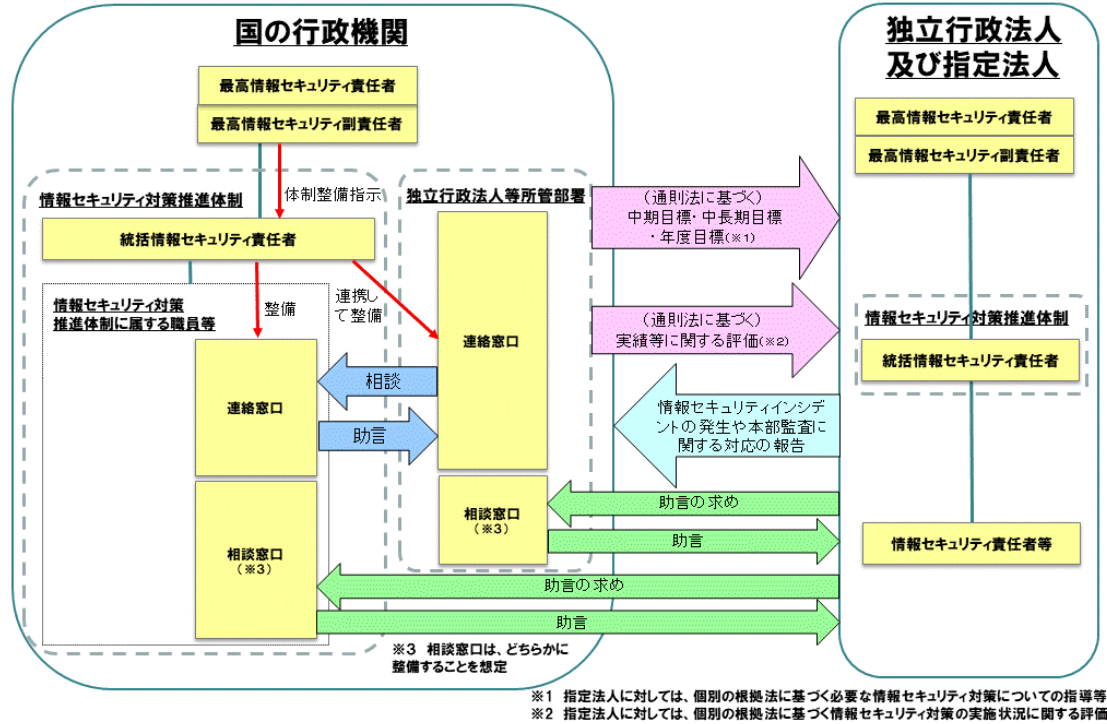 国の行政機関
最高情報セキュリティ責任者
最高情報セキュリティ副責任者
体制整備指示
情報セキュリティ対策推進体制
統括情報セキュリティ責任者
整備
連携し
て整備
情報セキュリティ対策
推進体制に属する職員等
連絡窓口
相談窓口
(※3)
独立行政法人等所管部署
連絡窓口
相談窓口
(※3)
相談
助言
※3 相談窓口は、どちらかに
整備することを想定
(通則法に基づく)
中期目標・中長期目標
・年度目標(※1)
(通則法に基づく)
実績等に関する評価(※2)
情報セキュリティインシデ
ントの発生や本部監査に
関する対応の報告
助言の求め
助言
助言の求め
助言
独立行政法人
及び指定法人
最高情報セキュリティ責任者
最高情報セキュリティ副責任者
情報セキュリティ対策推進体制
統括情報セキュリティ責任者
情報セキュリティ責任者等
※1 指定法人に対しては、個別の根拠法に基づく必要な情報セキュリティ対策についての指導等
※2 指定法人に対しては、個別の根拠法に基づく情報セキュリティ対策の実施状況に関する評価